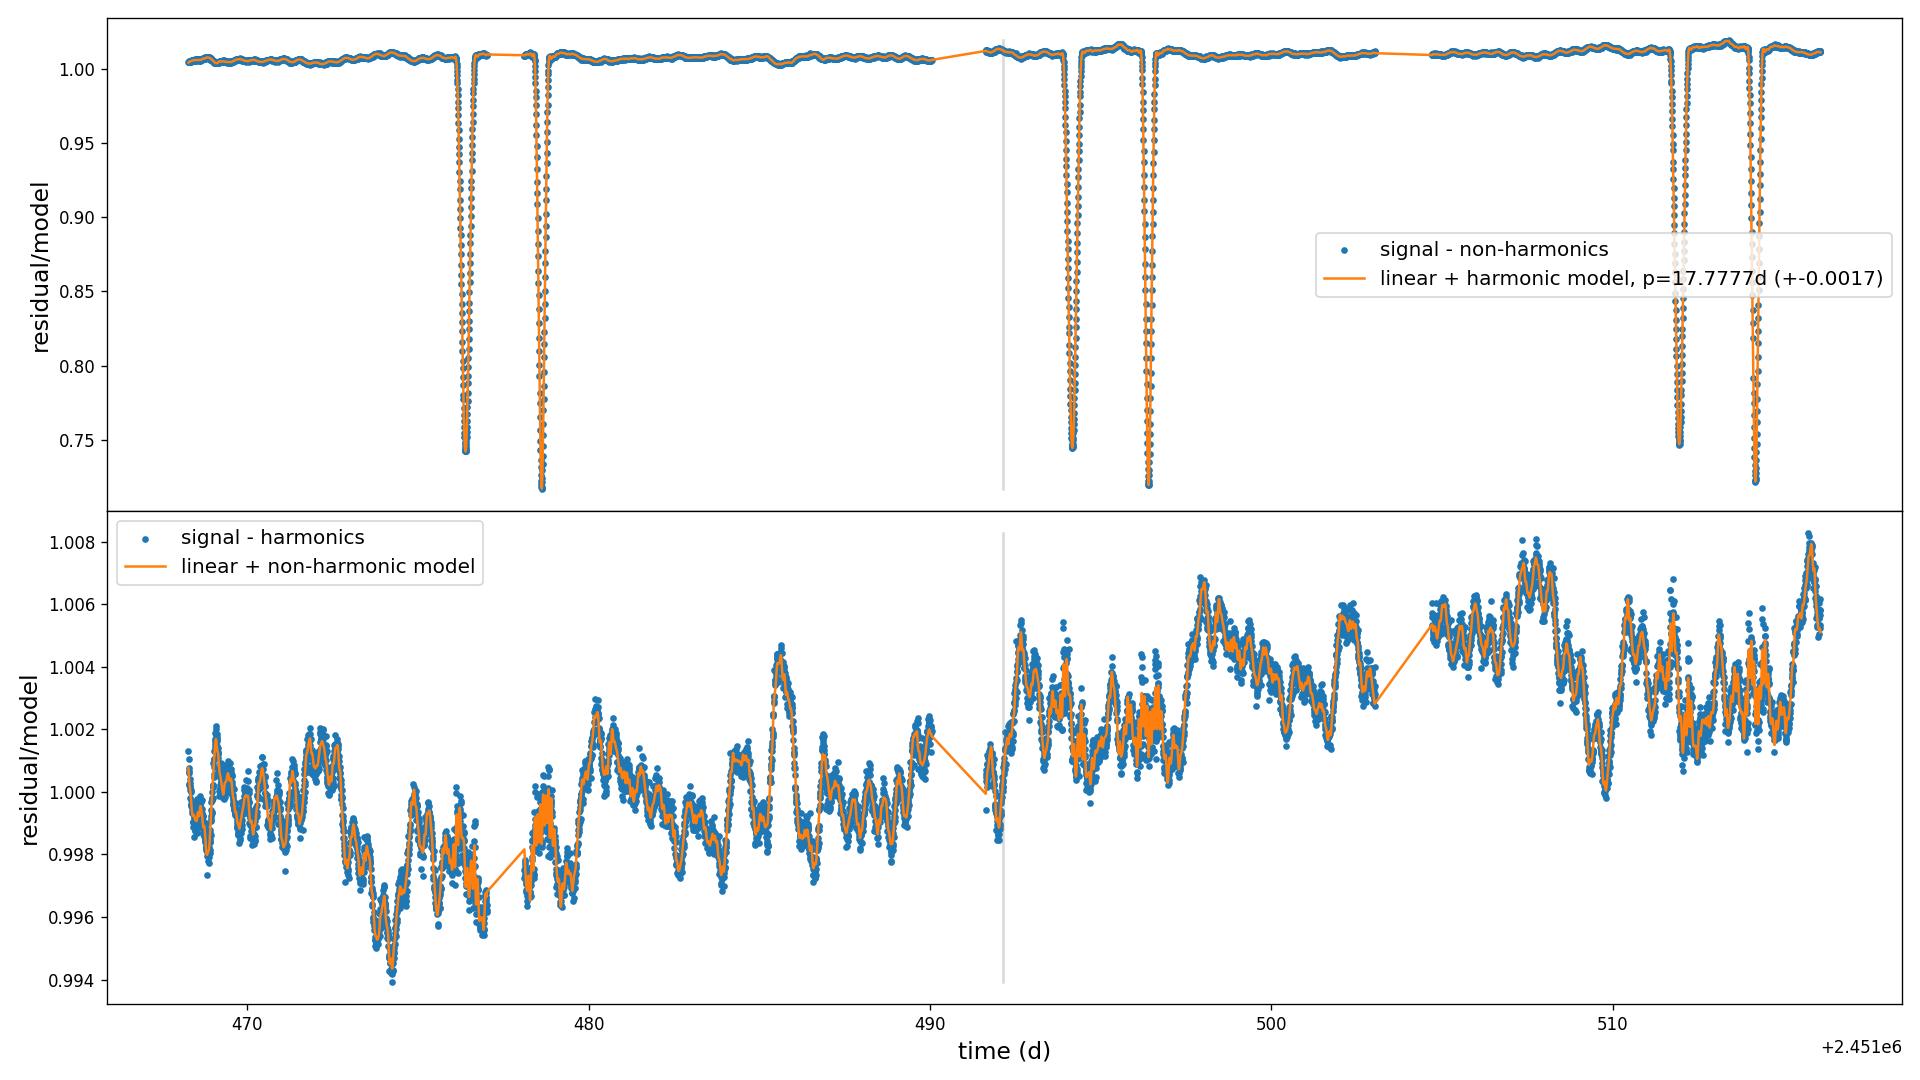 1.00
0.95
0.90
0.85
0.80
0.75
residual/model
signal - non-harmonics
linear + harmonic model, p=17.7777d (+-0.0017)
1.008
1.006
1.004
1.002
1.000
0.998
0.996
0.994
residual/model
signal - harmonics
linear + non-harmonic model
470
480
490
500
510
time (d)
+2.451e6